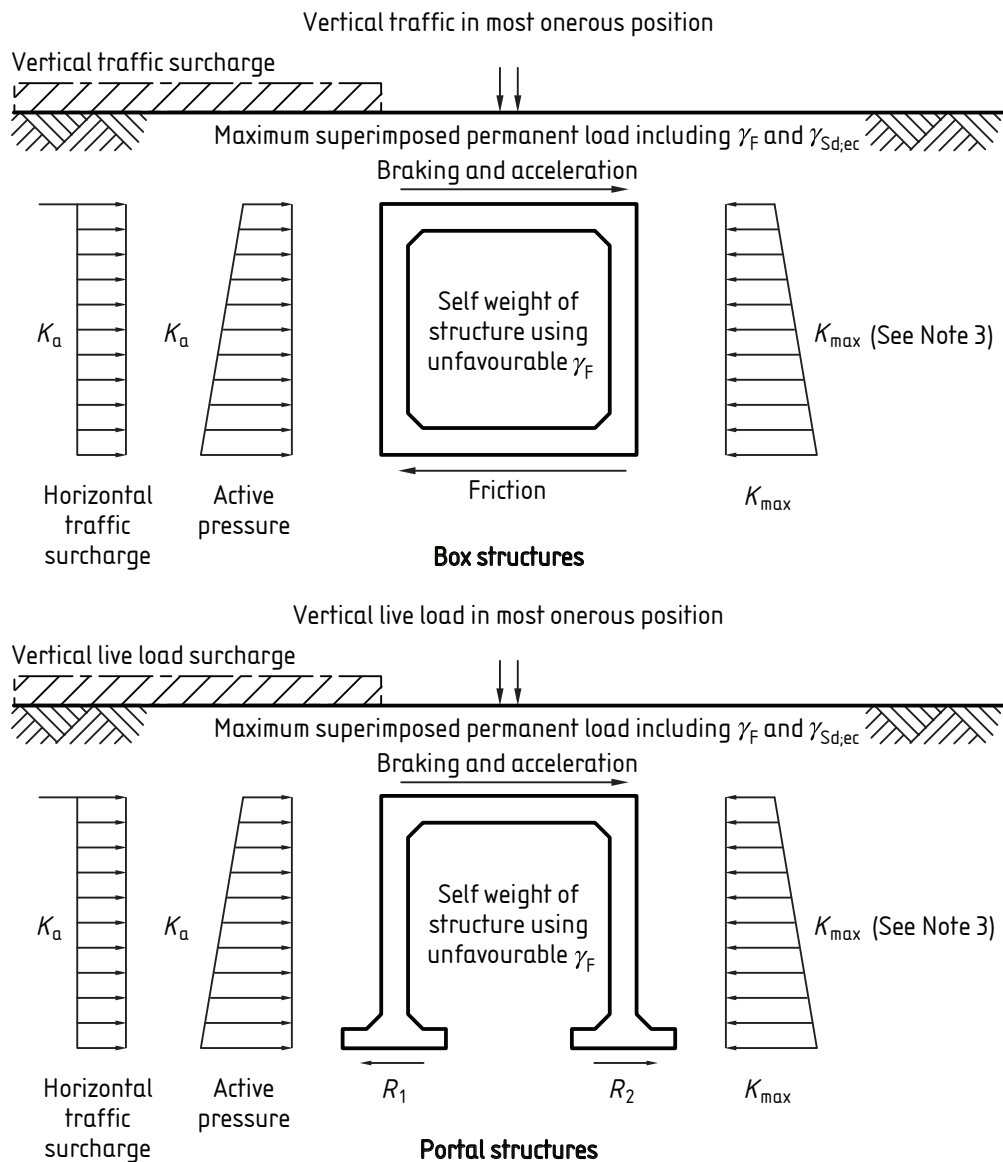 Vertical traffic in most onerous position
Vertical traffic surcharge
Maximum superimposed permanent load including γF and γSd;ec
Braking and acceleration
Ka
Ka
Self weight of
structure using
unfavourable γF
Kmax (See Note 3)
Friction
Horizontal
traffic
surcharge
Active
pressure
Kmax
Box structures
Vertical live load in most onerous position
Vertical live load surcharge
Maximum superimposed permanent load including γF and γSd;ec
Braking and acceleration
Ka
Ka
Self weight of
structure using
unfavourable γF
Kmax (See Note 3)
Horizontal
traffic
surcharge
Active
pressure
R1
R2
Kmax
Portal structures